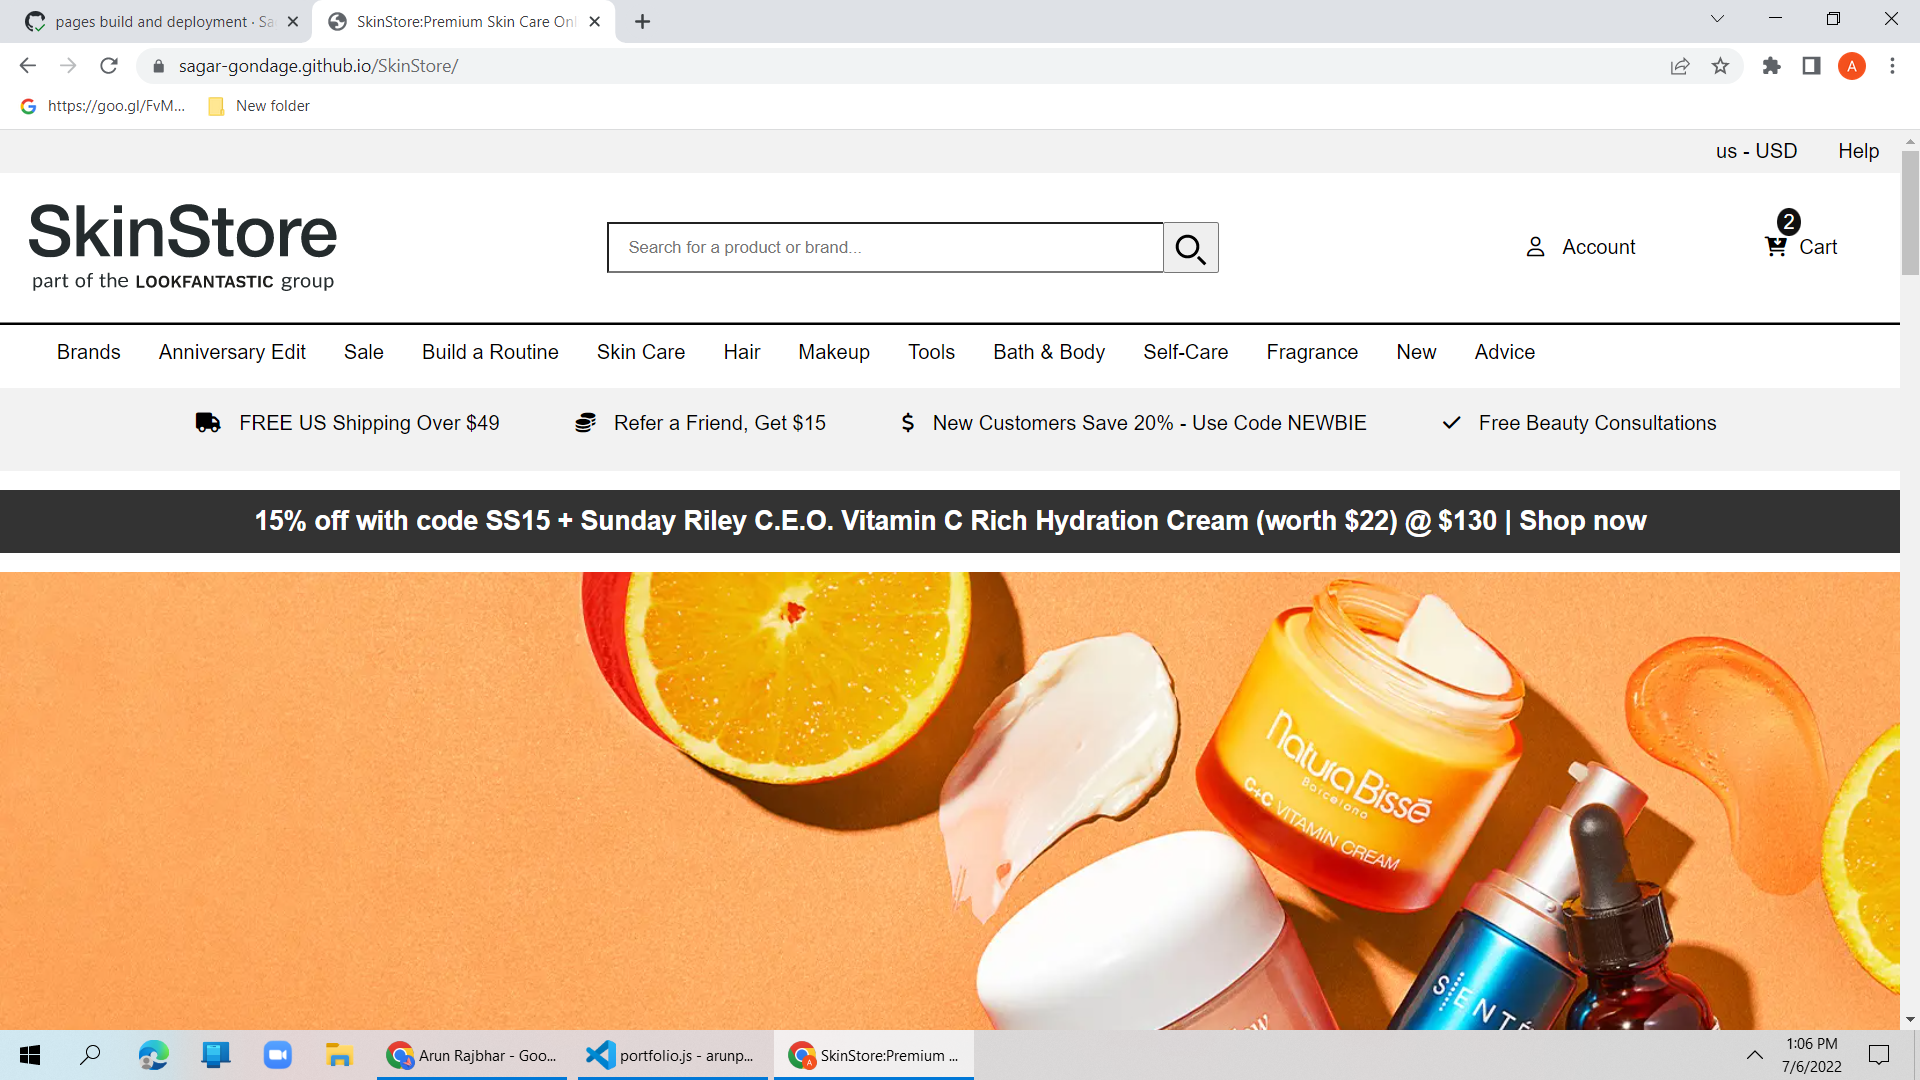 pages build and deployment · Sa
SkinStore:Premium Skin Care Onl
sagar-gondage.github.io/SkinStore/
A
https://goo.gl/FvM...
New folder
us - USD
Help
SkinStore
part of the LOOKFANTASTIC group
Search for a product or brand...
Account
2
Cart
Brands
Anniversary Edit
Sale
Build a Routine
Skin Care
Hair
Makeup
Tools
Bath & Body
Self-Care
Fragrance
New
Advice
FREE US Shipping Over $49
Refer a Friend, Get $15
New Customers Save 20% - Use Code NEWBIE
Free Beauty Consultations
15% off with code SS15 + Sunday Riley C.E.O. Vitamin C Rich Hydration Cream (worth $22) @ $130 | Shop now
Natura Bissé
Barcelona
C+C VITAMIN CREAM
SENTÉ
Arun Rajbhar - Goo...
portfolio.js - arunp...
A
SkinStore:Premium ...
1:06 PM
7/6/2022